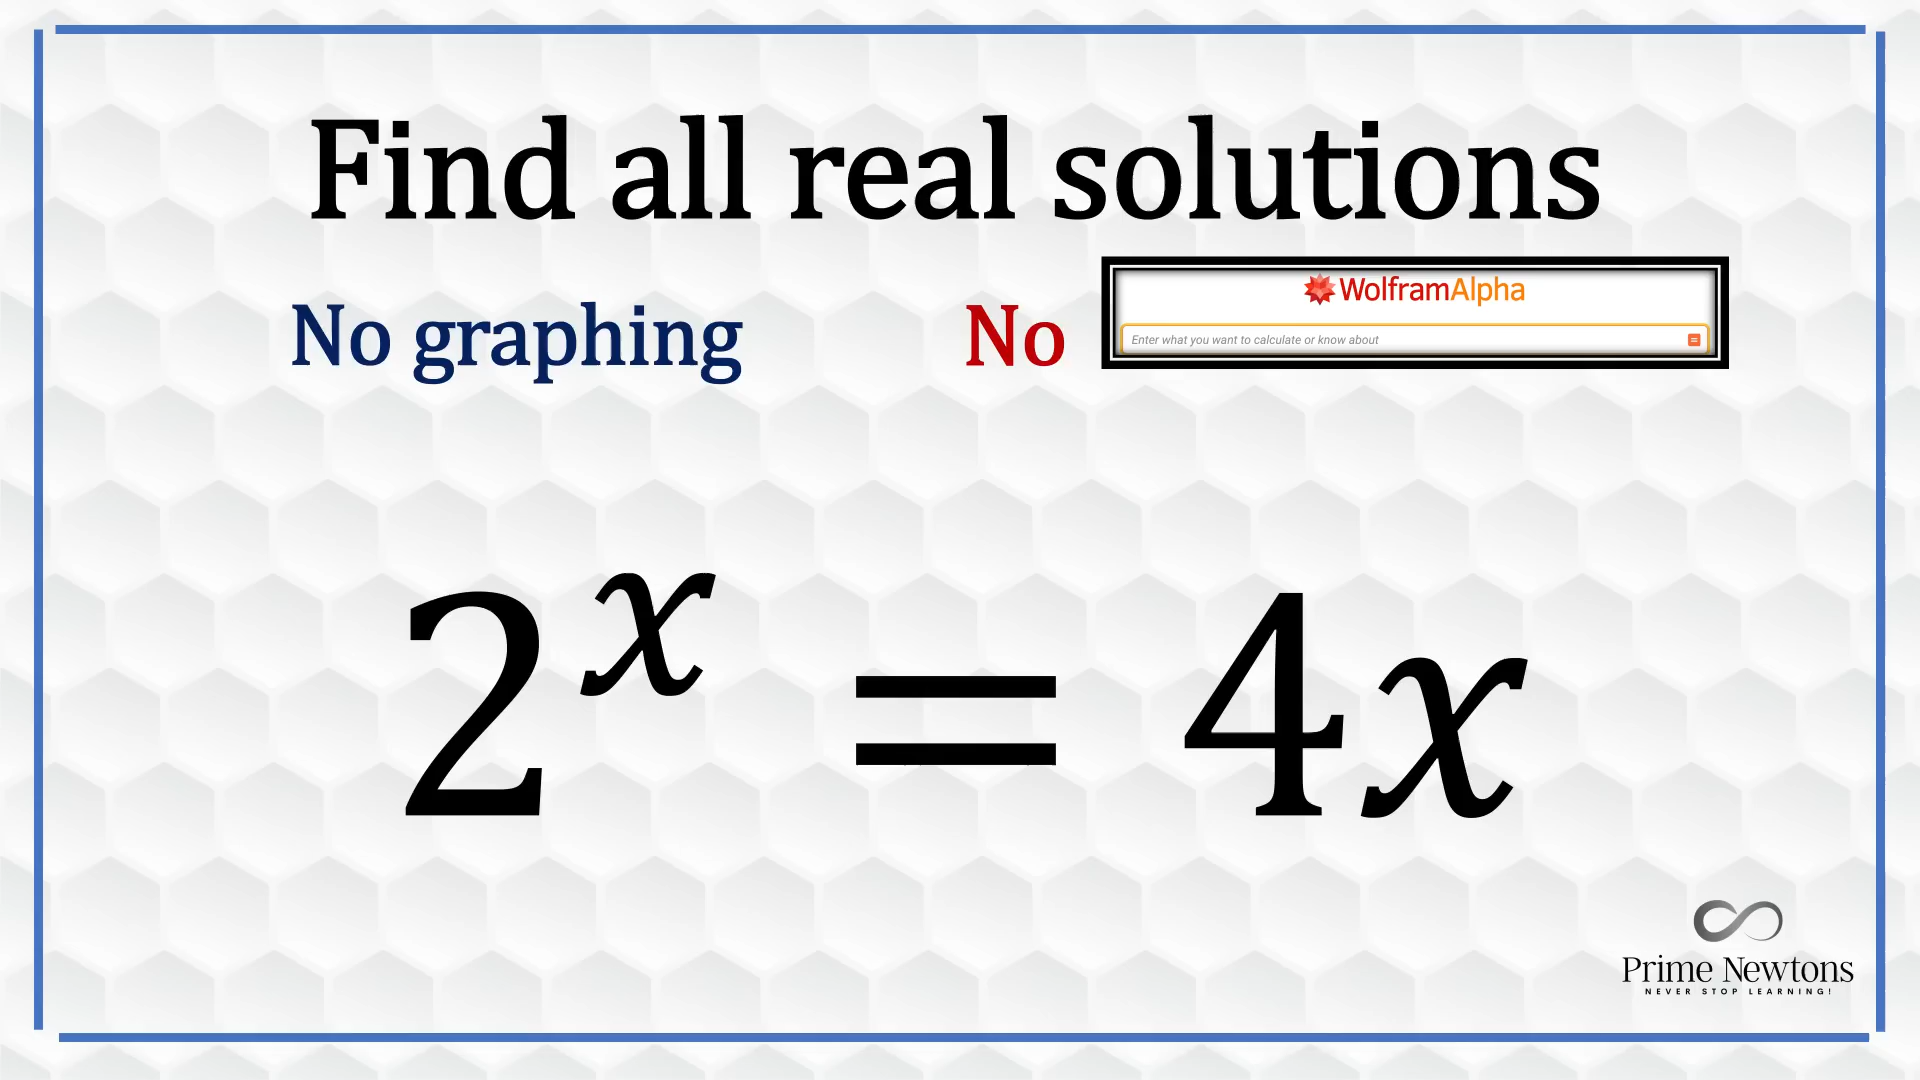 Find all real solutions
No graphing No WolframAlpha
Enter what you want to calculate or know about =
2ˣ = 4x
Prime Newtons
NEVER STOP LEARNING!